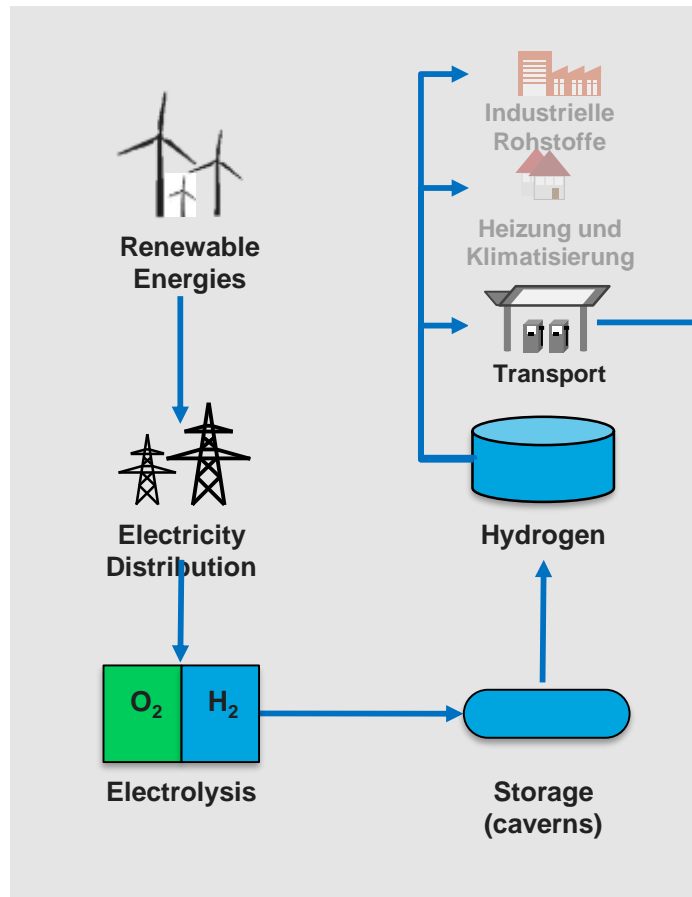 Renewable
Energies
Electricity
Distribution
O₂ H₂
Electrolysis
Industrielle
Rohstoffe
Heizung und
Klimatisierung
Transport
Hydrogen
Storage
(caverns)